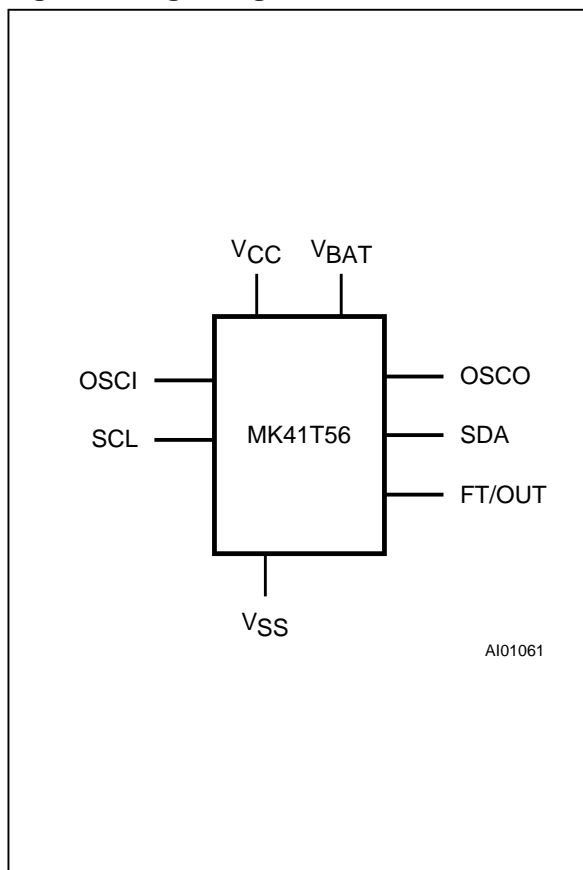 VCC VBAT
OSCI
OSCO
SCL
MK41T56
SDA
FT/OUT
VSS
AI01061